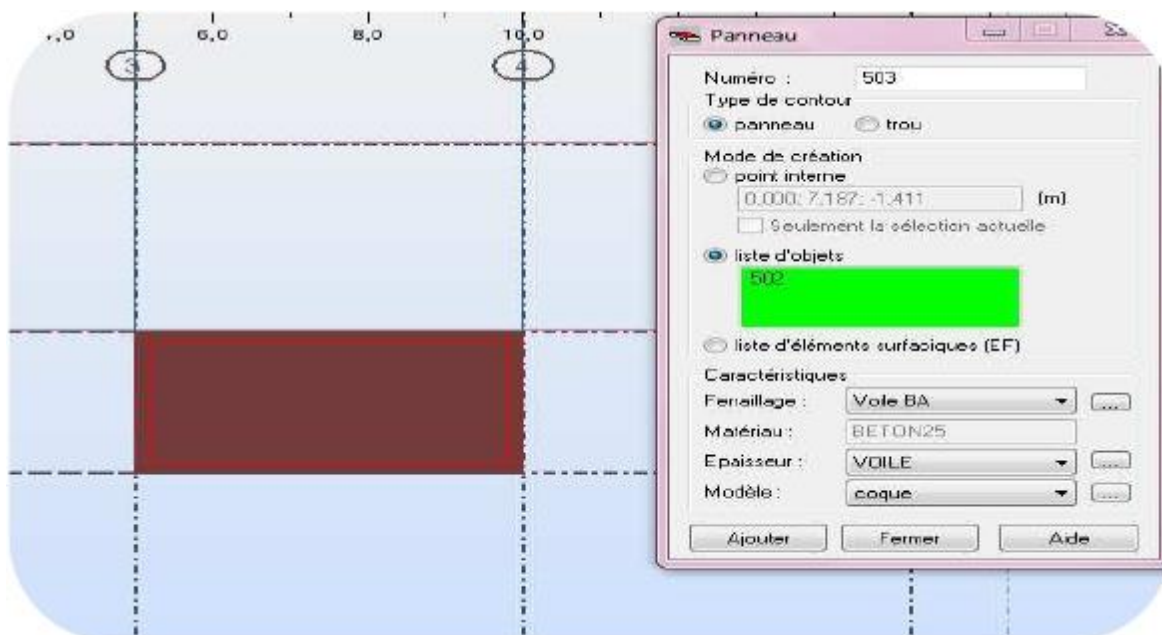 6,0 8,0 10,0
3 4
Panneau
Numéro : 503
Type de contour
panneau trou
Mode de création
point interne
0,000; 7,187; -1,411 (m)
Seulement la sélection actuelle
liste d'objets
502
liste d'éléments surfaciques (EF)
Caractéristiques
Ferraillage : Voile BA ...
Matériau : BETON25
Epaisseur : VOILE ...
Modèle : coque ...
Ajouter Fermer Aide